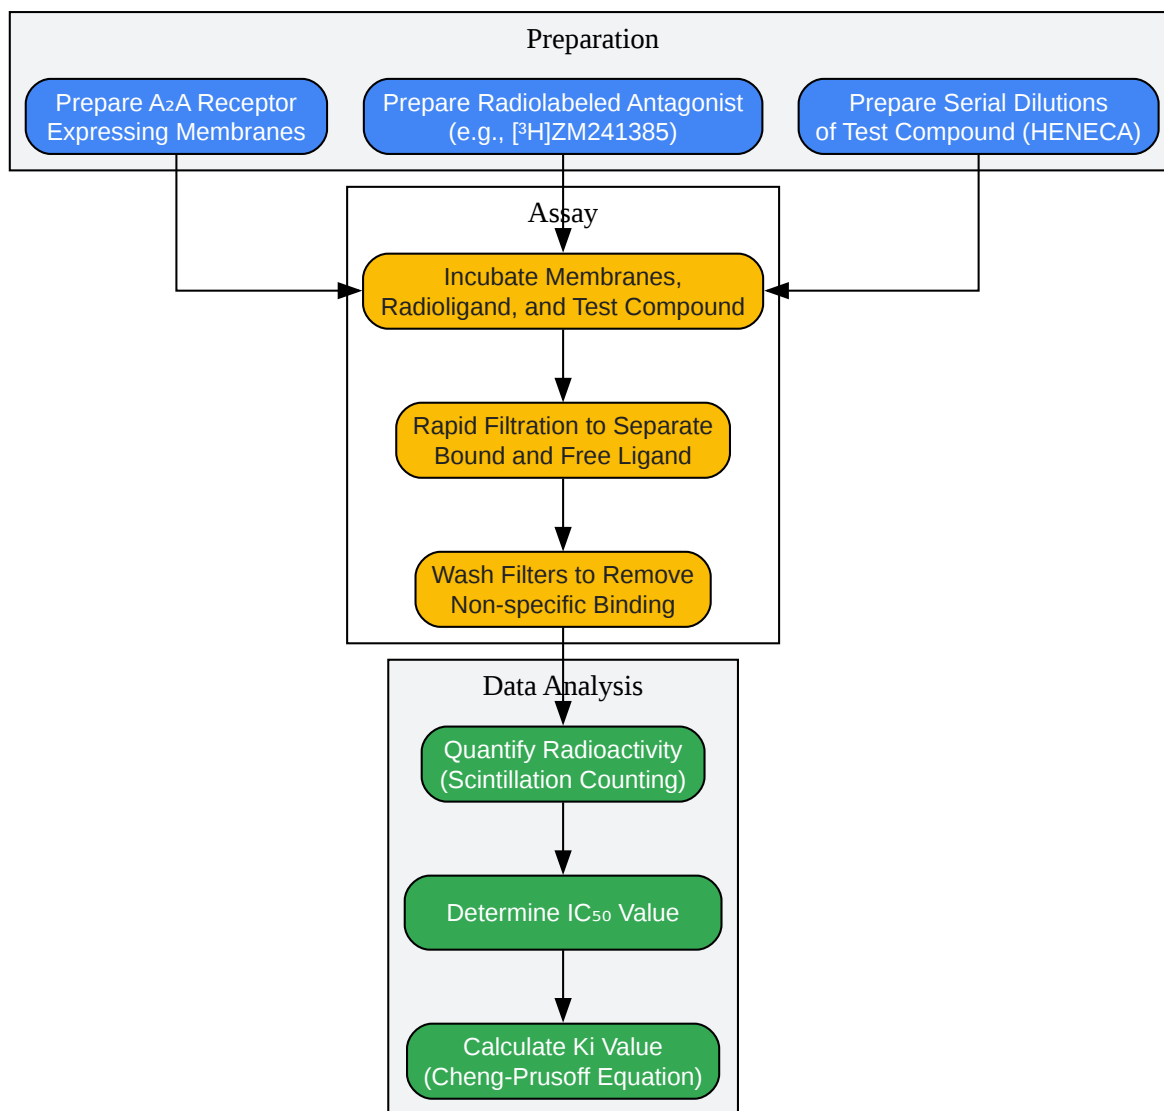 Preparation
Prepare A₂A Receptor
Expressing Membranes
Prepare Radiolabeled Antagonist
(e.g., [³H]ZM241385)
Prepare Serial Dilutions
of Test Compound (HENECA)
Assay
Incubate Membranes,
Radioligand, and Test Compound
Rapid Filtration to Separate
Bound and Free Ligand
Wash Filters to Remove
Non-specific Binding
Data Analysis
Quantify Radioactivity
(Scintillation Counting)
Determine IC₅₀ Value
Calculate Ki Value
(Cheng-Prusoff Equation)